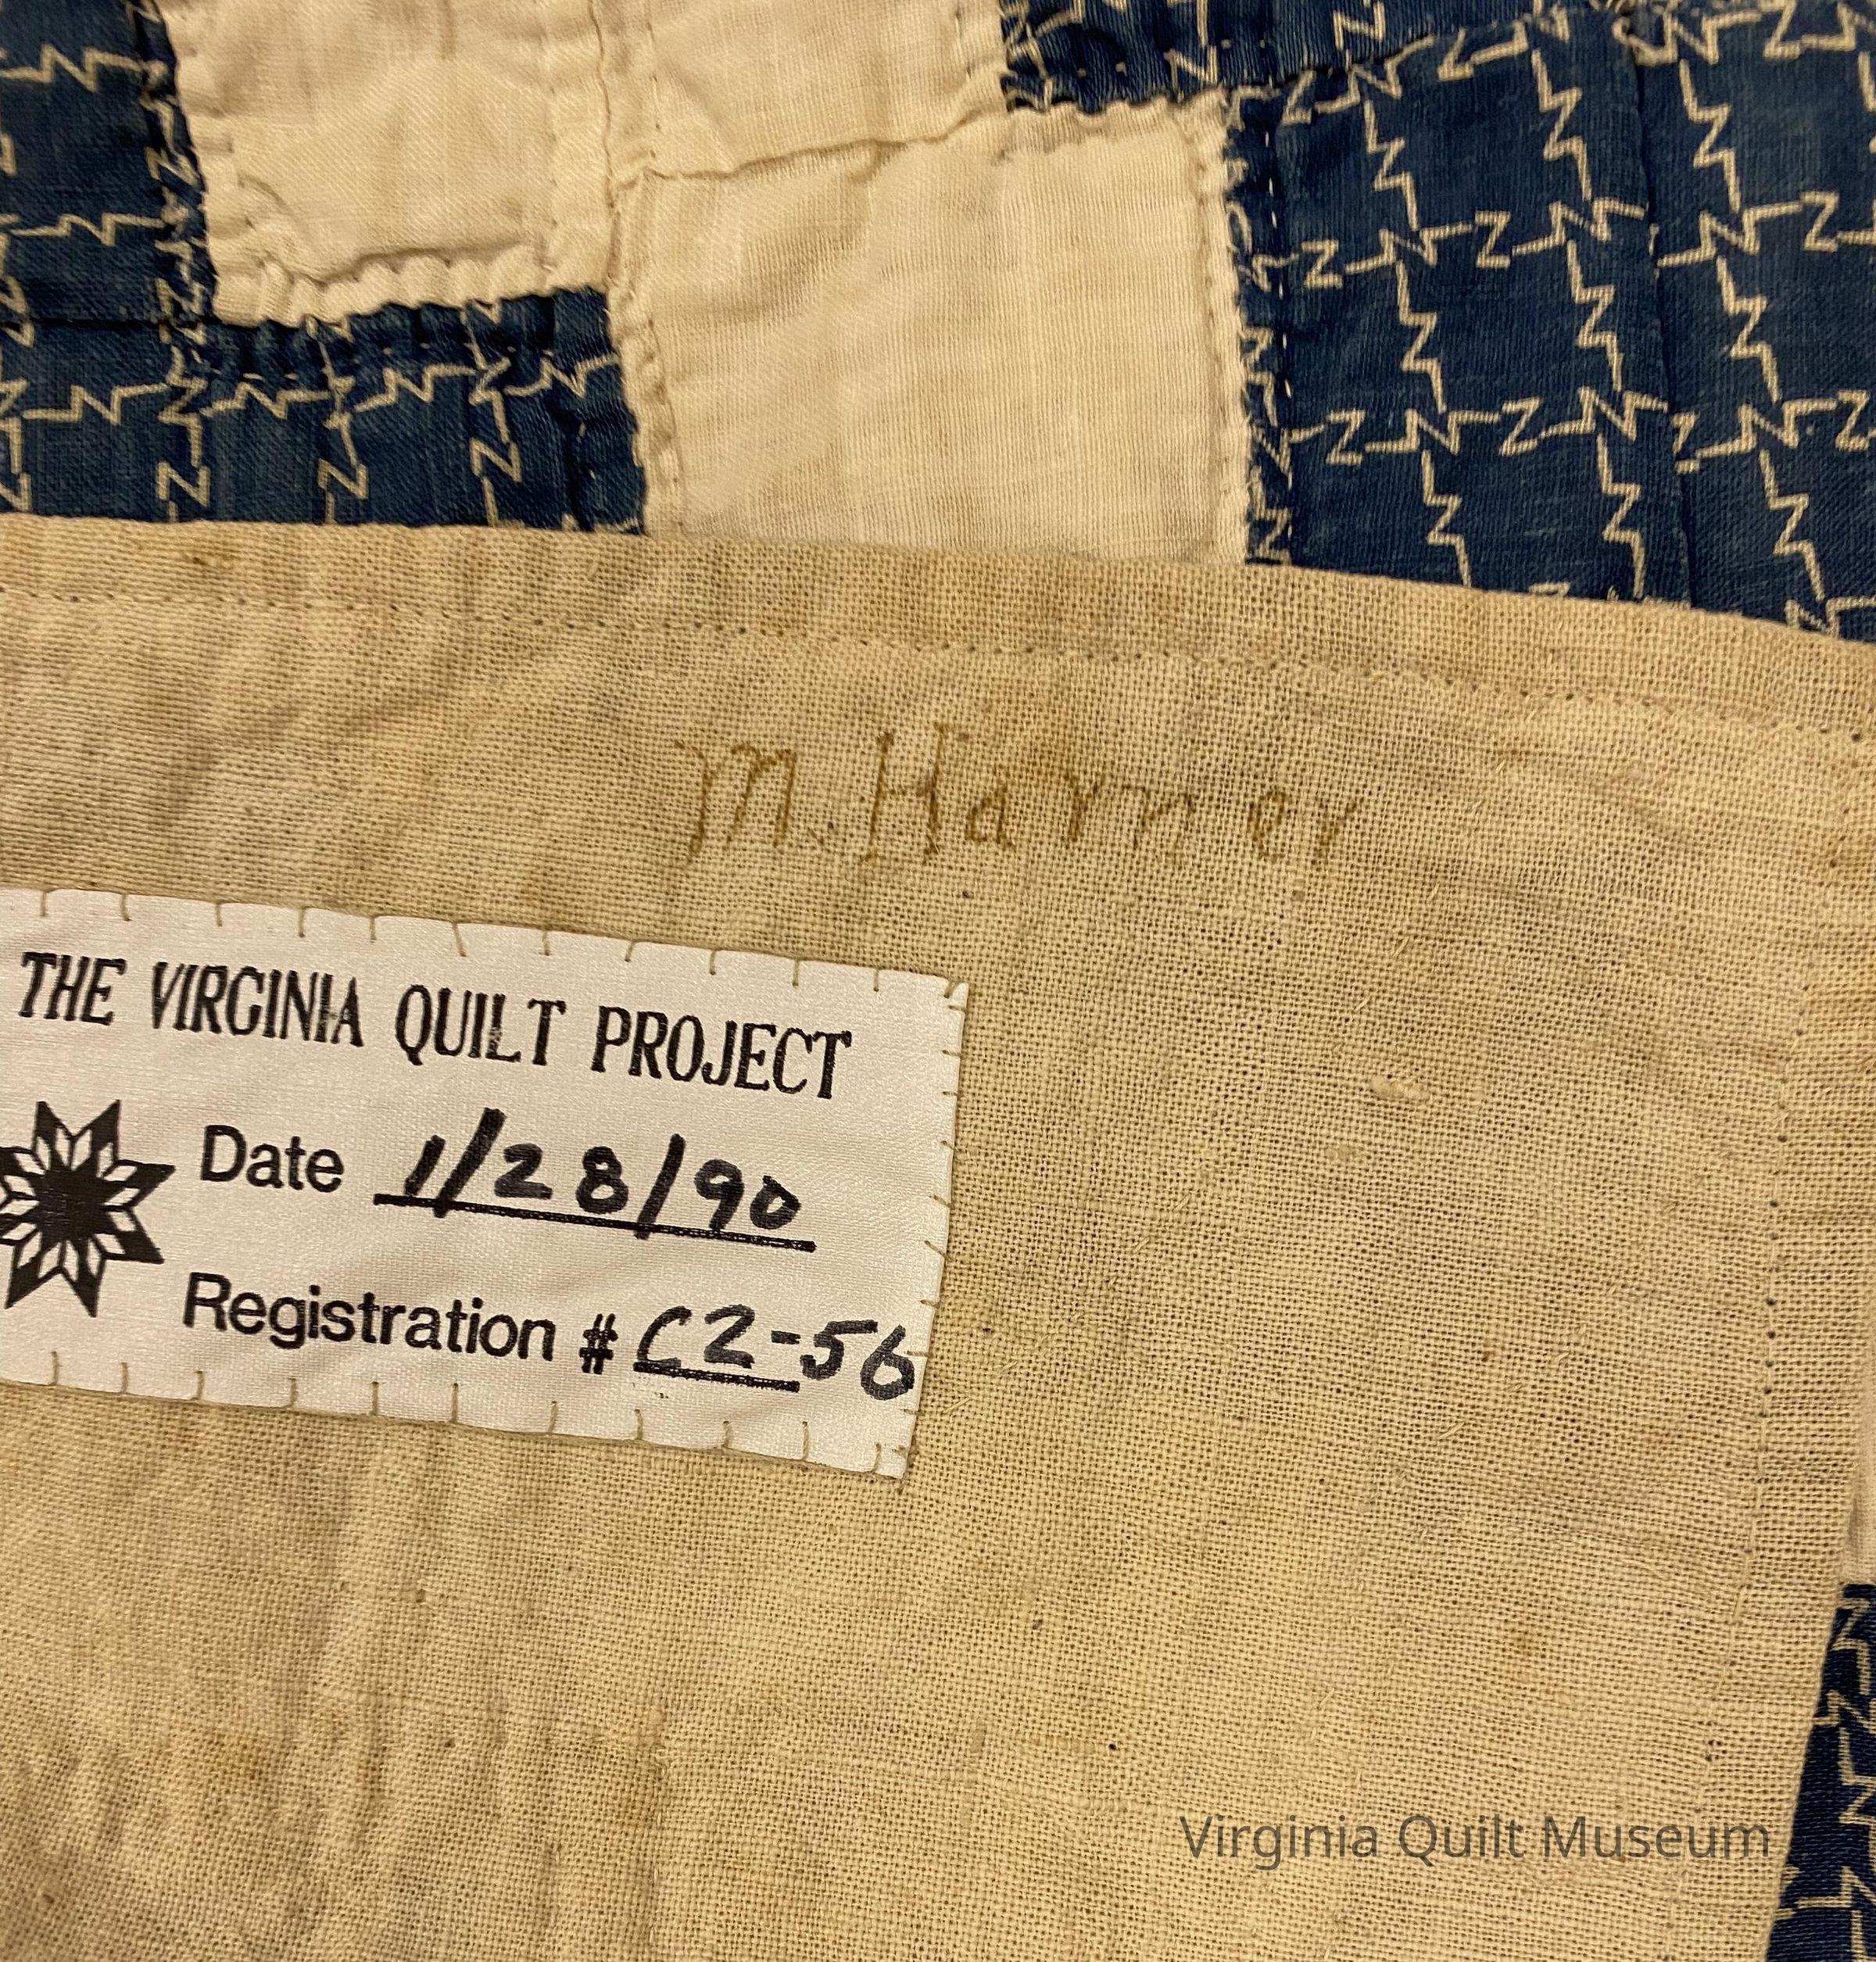 M. Harner
THE VIRGINIA QUILT PROJECT
Date 1/28/90
Registration # C2-56
Virginia Quilt Museum